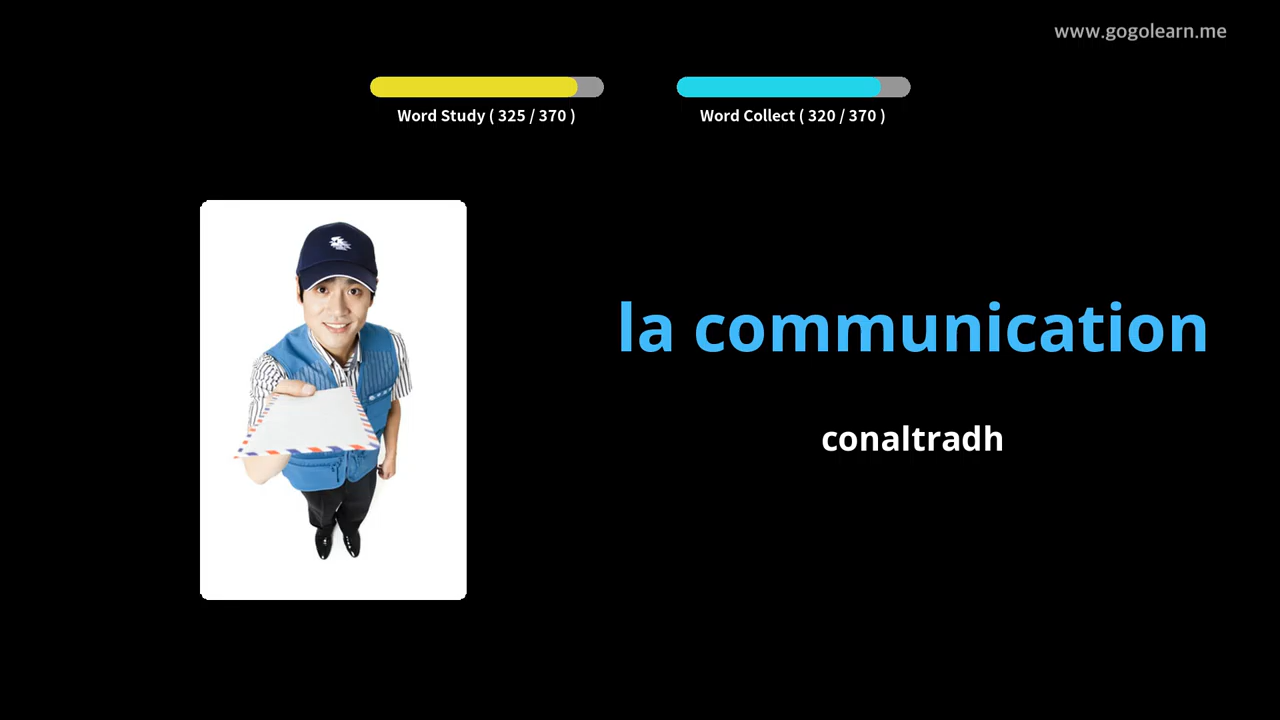 www.gogolearn.me
Word Study ( 325 / 370 )
Word Collect ( 320 / 370 )
la communication
conaltradh